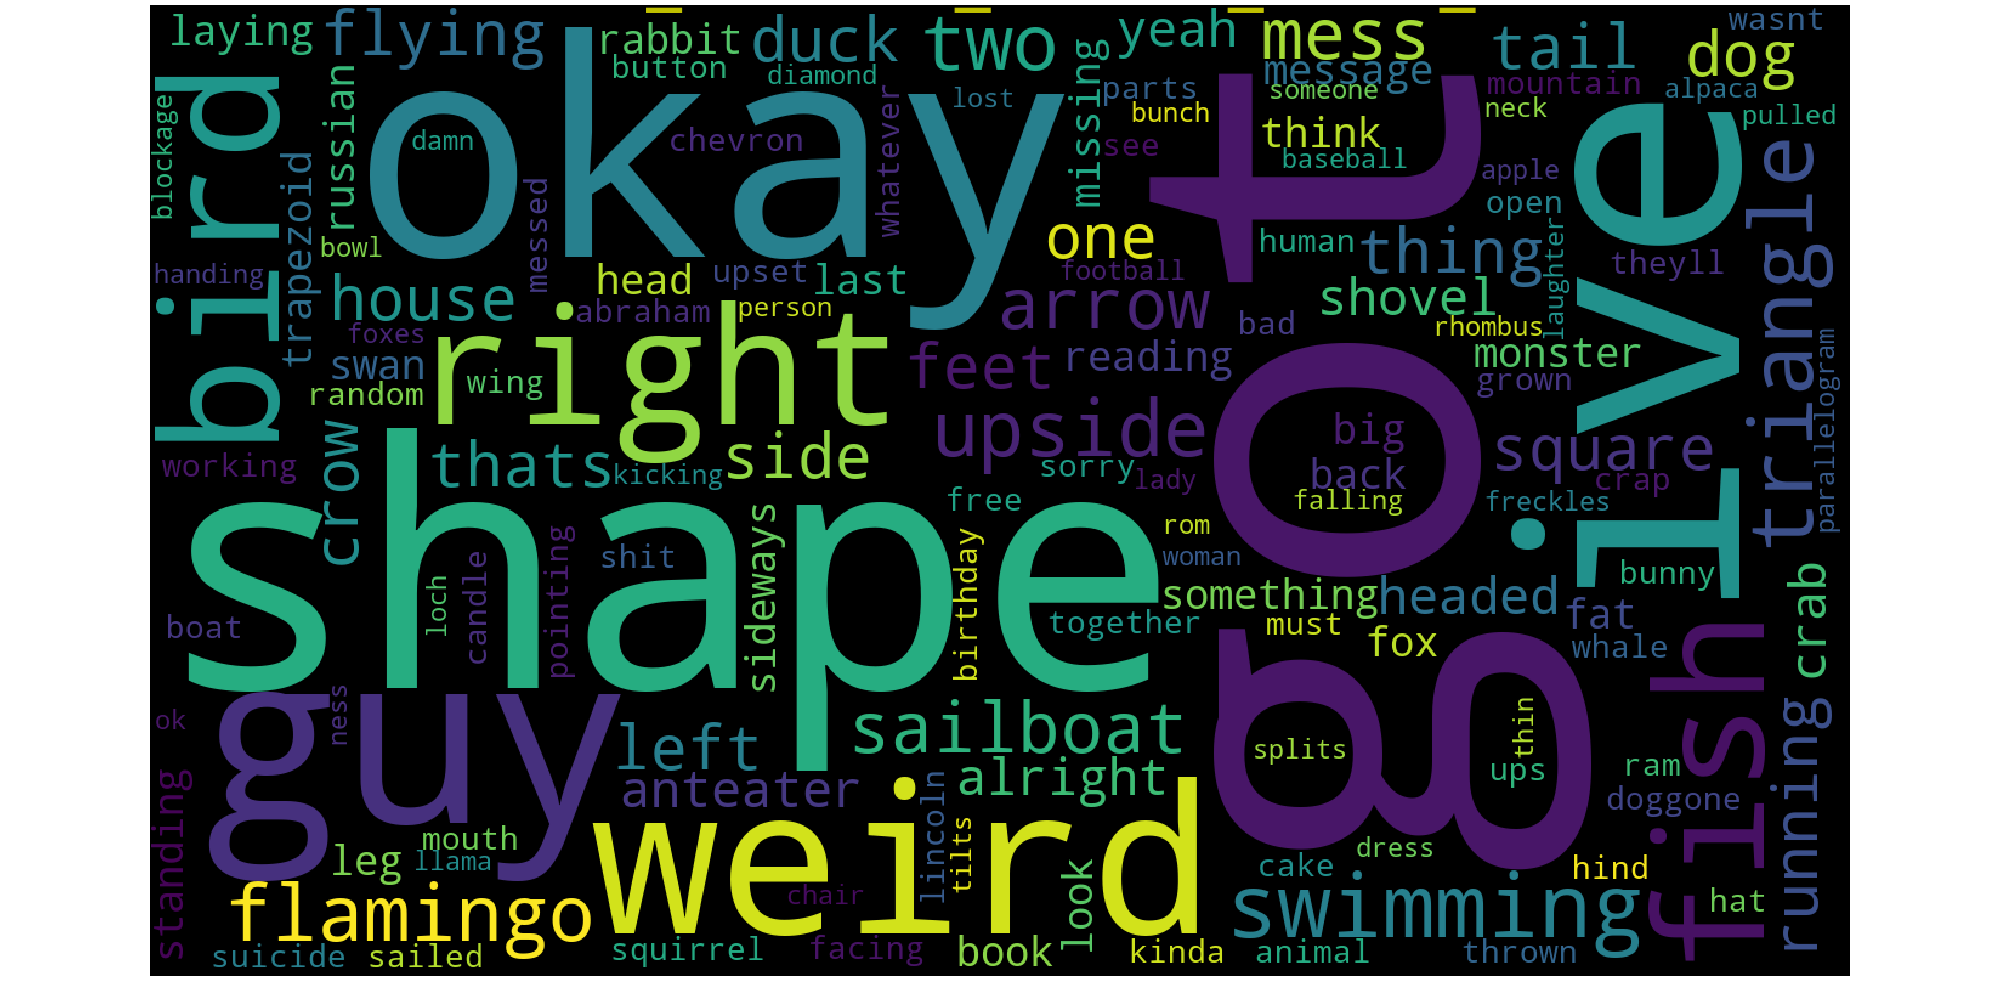 laying
flying
rabbit
duck
two
yeah
mess
tail
wasnt
dog
button
diamond
message
mountain
alpaca
bird
russian
okay
whatever
lost
missing
parts
someone
bunch
neck
pulled
blockage
damn
chevron
see
think
baseball
got
ive
triangle
trapezoid
messed
apple
open
bowl
one
human
thing
laughter
theyll
handing
house
head
upset
last
football
arrow
shovel
abraham
person
bad
rhombus
foxes
right
swan
random
wing
feet
reading
monster
grown
parallelogram
upside
big
square
working
crow
thats
kicking
side
sorry
lady
back
crap
shape
sideways
free
falling
freckles
rom
shit
woman
birthday
bunny
loch
candle
pointing
something
headed
fat
crab
boat
together
must
fox
whale
fish
guy
ness
ok
left
sailboat
splits
thin
running
anteater
alright
ups
ram
doggone
standing
weird
mouth
leg
llama
lincoln
tilts
look
cake
dress
hind
chair
flamingo
swimming
hat
suicide
sailed
squirrel
facing
book
kinda
animal
thrown